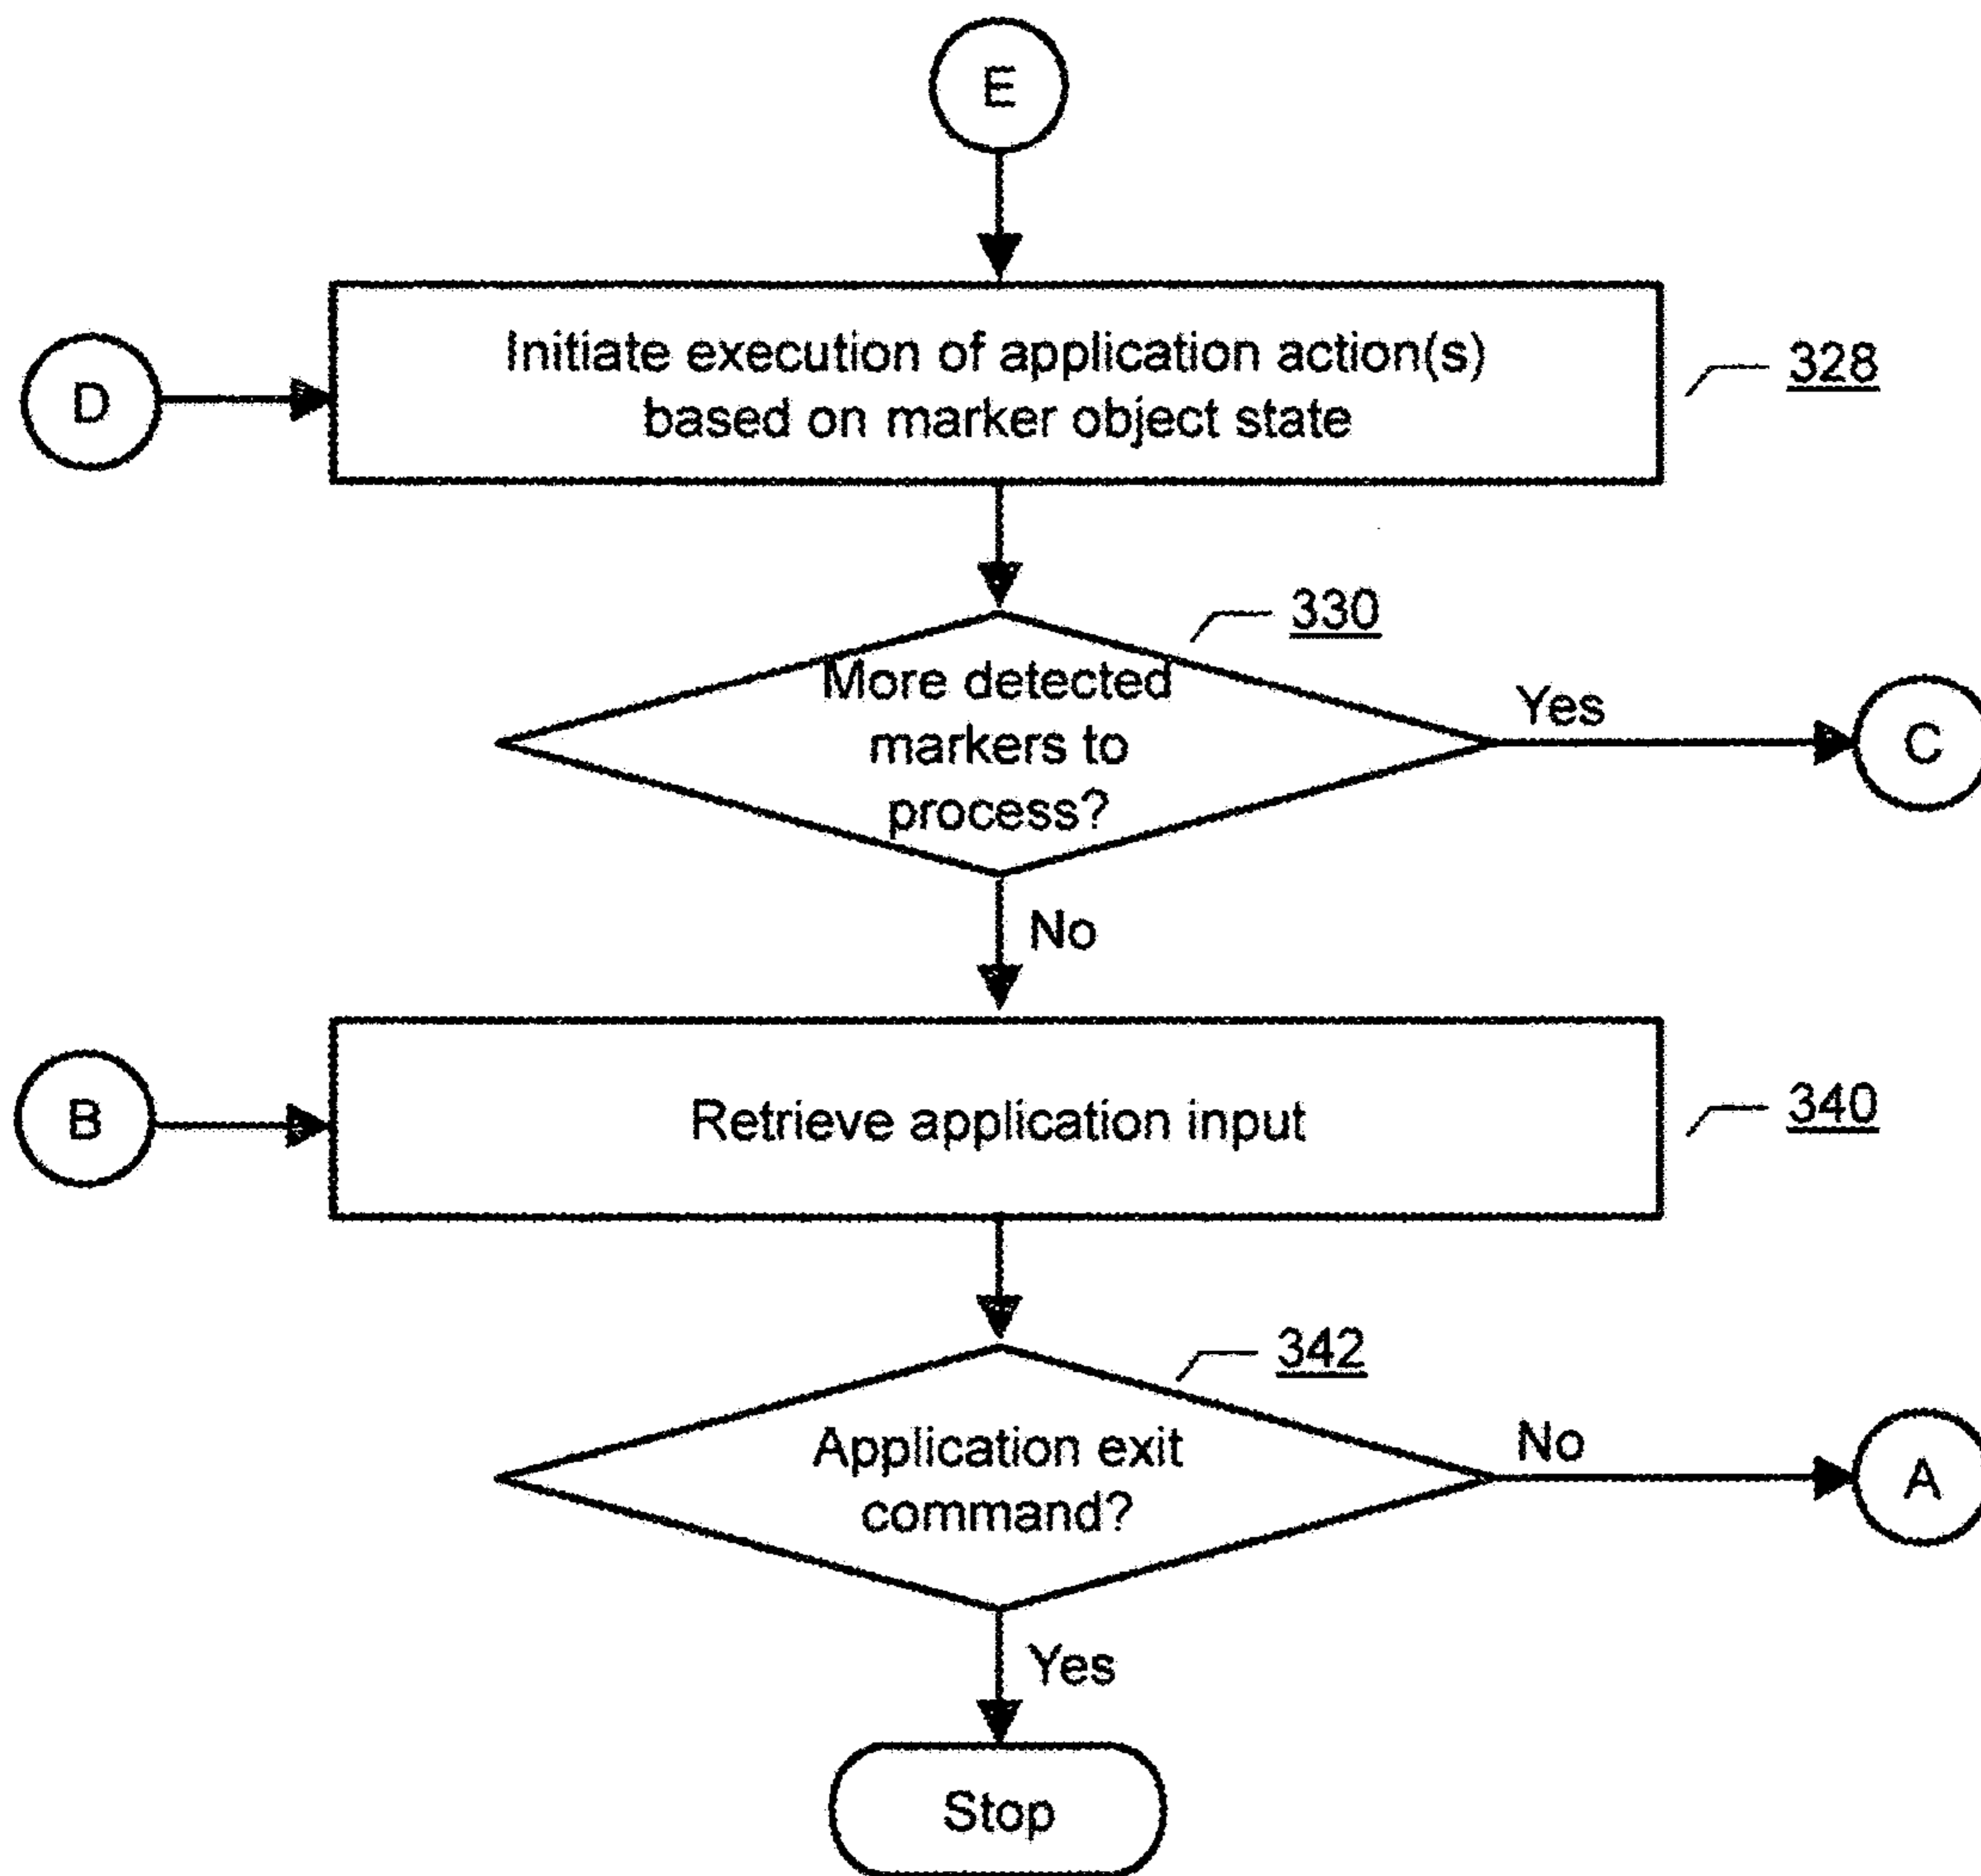 E
Initiate execution of application action(s)
based on marker object state
328
D
330
More detected
markers to
process?
Yes
C
No
Retrieve application input
340
B
342
Application exit
command?
No
A
Yes
Stop